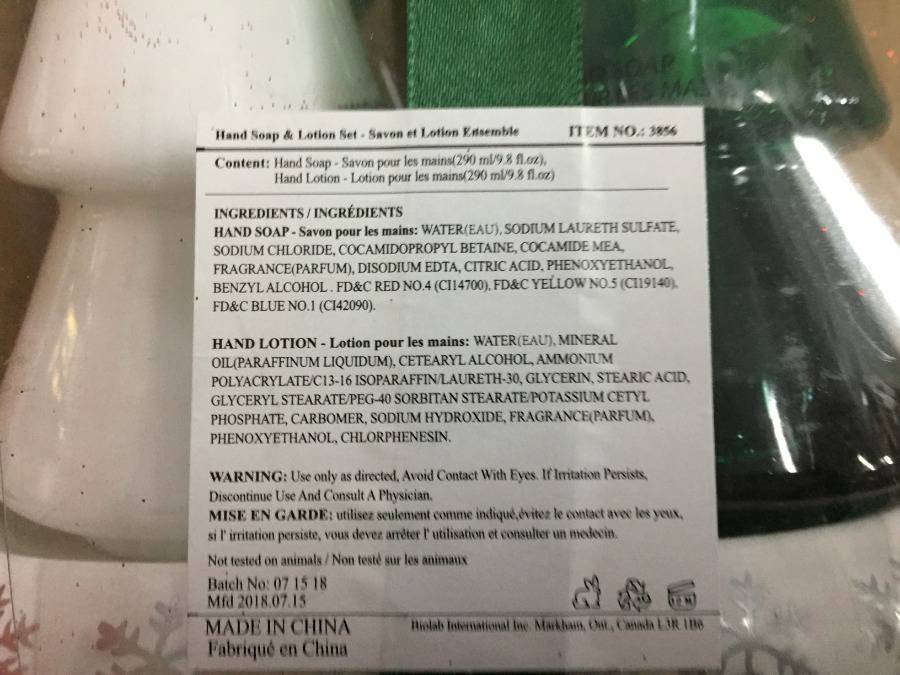 Hand Soap & Lotion Set - Savon et Lotion Ensemble ITEM NO.: 3856
Content: Hand Soap - Savon pour les mains(290 ml/9.8 fl.oz),
Hand Lotion - Lotion pour les mains(290 ml/9.8 fl.oz)
INGREDIENTS / INGRÉDIENTS
HAND SOAP - Savon pour les mains: WATER(EAU), SODIUM LAURETH SULFATE,
SODIUM CHLORIDE, COCAMIDOPROPYL BETAINE, COCAMIDE MEA,
FRAGRANCE(PARFUM), DISODIUM EDTA, CITRIC ACID, PHENOXYETHANOL,
BENZYL ALCOHOL . FD&C RED NO.4 (CI14700), FD&C YELLOW NO.5 (CI19140),
FD&C BLUE NO.1 (CI42090).
HAND LOTION - Lotion pour les mains: WATER(EAU), MINERAL
OIL(PARAFFINUM LIQUIDUM), CETEARYL ALCOHOL, AMMONIUM
POLYACRYLATE/C13-16 ISOPARAFFIN/LAURETH-30, GLYCERIN, STEARIC ACID,
GLYCERYL STEARATE/PEG-40 SORBITAN STEARATE/POTASSIUM CETYL
PHOSPHATE, CARBOMER, SODIUM HYDROXIDE, FRAGRANCE(PARFUM),
PHENOXYETHANOL, CHLORPHENESIN.
WARNING: Use only as directed, Avoid Contact With Eyes. If Irritation Persists,
Discontinue Use And Consult A Physician.
MISE EN GARDE: utilisez seulement comme indiqué,évitez le contact avec les yeux,
si l' irritation persiste, vous devez arrêter l' utilisation et consulter un medecin.
Not tested on animals / Non testé sur les animaux
Batch No: 07 15 18
Mfd 2018.07.15
MADE IN CHINA
Fabriqué en China
Biolab International Inc. Markham, Ont., Canada L3R 1B6